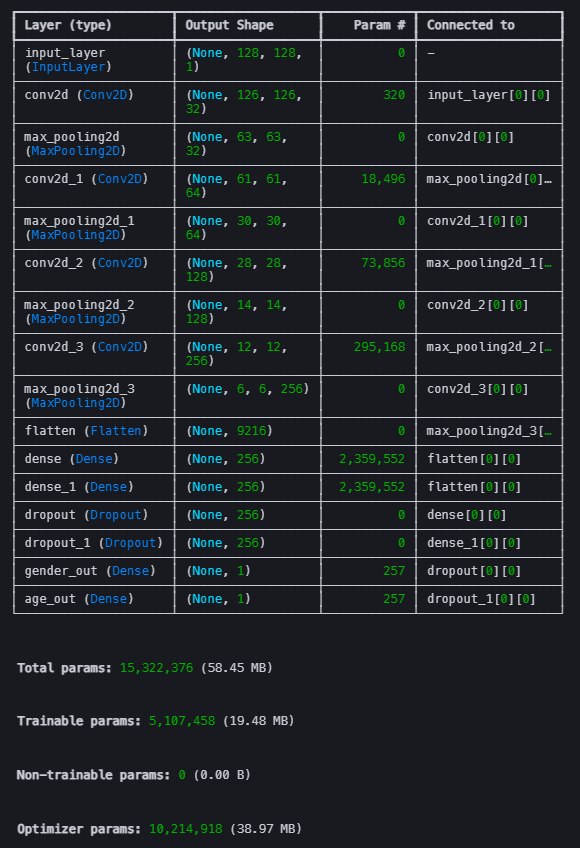 Layer (type) Output Shape Param # Connected to
input_layer (None, 128, 128, 0 –
(InputLayer) 1)
conv2d (Conv2D) (None, 126, 126, 320 input_layer[0][0]
32)
max_pooling2d (None, 63, 63, 0 conv2d[0][0]
(MaxPooling2D) 32)
conv2d_1 (Conv2D) (None, 61, 61, 18,496 max_pooling2d[0]…
64)
max_pooling2d_1 (None, 30, 30, 0 conv2d_1[0][0]
(MaxPooling2D) 64)
conv2d_2 (Conv2D) (None, 28, 28, 73,856 max_pooling2d_1[…
128)
max_pooling2d_2 (None, 14, 14, 0 conv2d_2[0][0]
(MaxPooling2D) 128)
conv2d_3 (Conv2D) (None, 12, 12, 295,168 max_pooling2d_2[…
256)
max_pooling2d_3 (None, 6, 6, 256) 0 conv2d_3[0][0]
(MaxPooling2D)
flatten (Flatten) (None, 9216) 0 max_pooling2d_3[…
dense (Dense) (None, 256) 2,359,552 flatten[0][0]
dense_1 (Dense) (None, 256) 2,359,552 flatten[0][0]
dropout (Dropout) (None, 256) 0 dense[0][0]
dropout_1 (Dropout) (None, 256) 0 dense_1[0][0]
gender_out (Dense) (None, 1) 257 dropout[0][0]
age_out (Dense) (None, 1) 257 dropout_1[0][0]
Total params: 15,322,376 (58.45 MB)
Trainable params: 5,107,458 (19.48 MB)
Non-trainable params: 0 (0.00 B)
Optimizer params: 10,214,918 (38.97 MB)